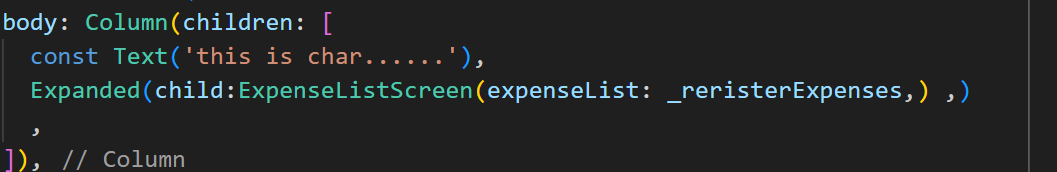 body: Column(children: [
const Text('this is char......'),
Expanded(child:ExpenseListScreen(expenseList: _reristerExpenses,) ,)
,
]), // Column